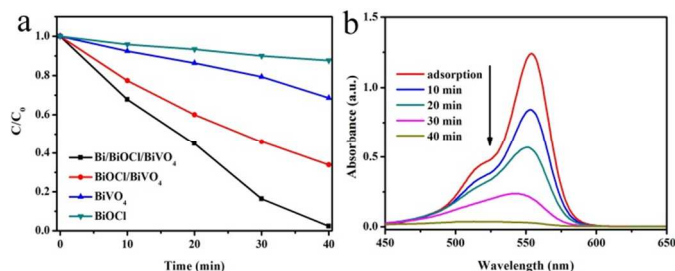 a
C/C₀
1.0
0.8
0.6
0.4
0.2
0.0
Bi/BiOCl/BiVO₄
BiOCl/BiVO₄
BiVO₄
BiOCl
0 10 20 30 40
Time (min)
b
Absorbance (a.u.)
1.5
1.0
0.5
0.0
adsorption
10 min
20 min
30 min
40 min
450 500 550 600 650
Wavelength (nm)